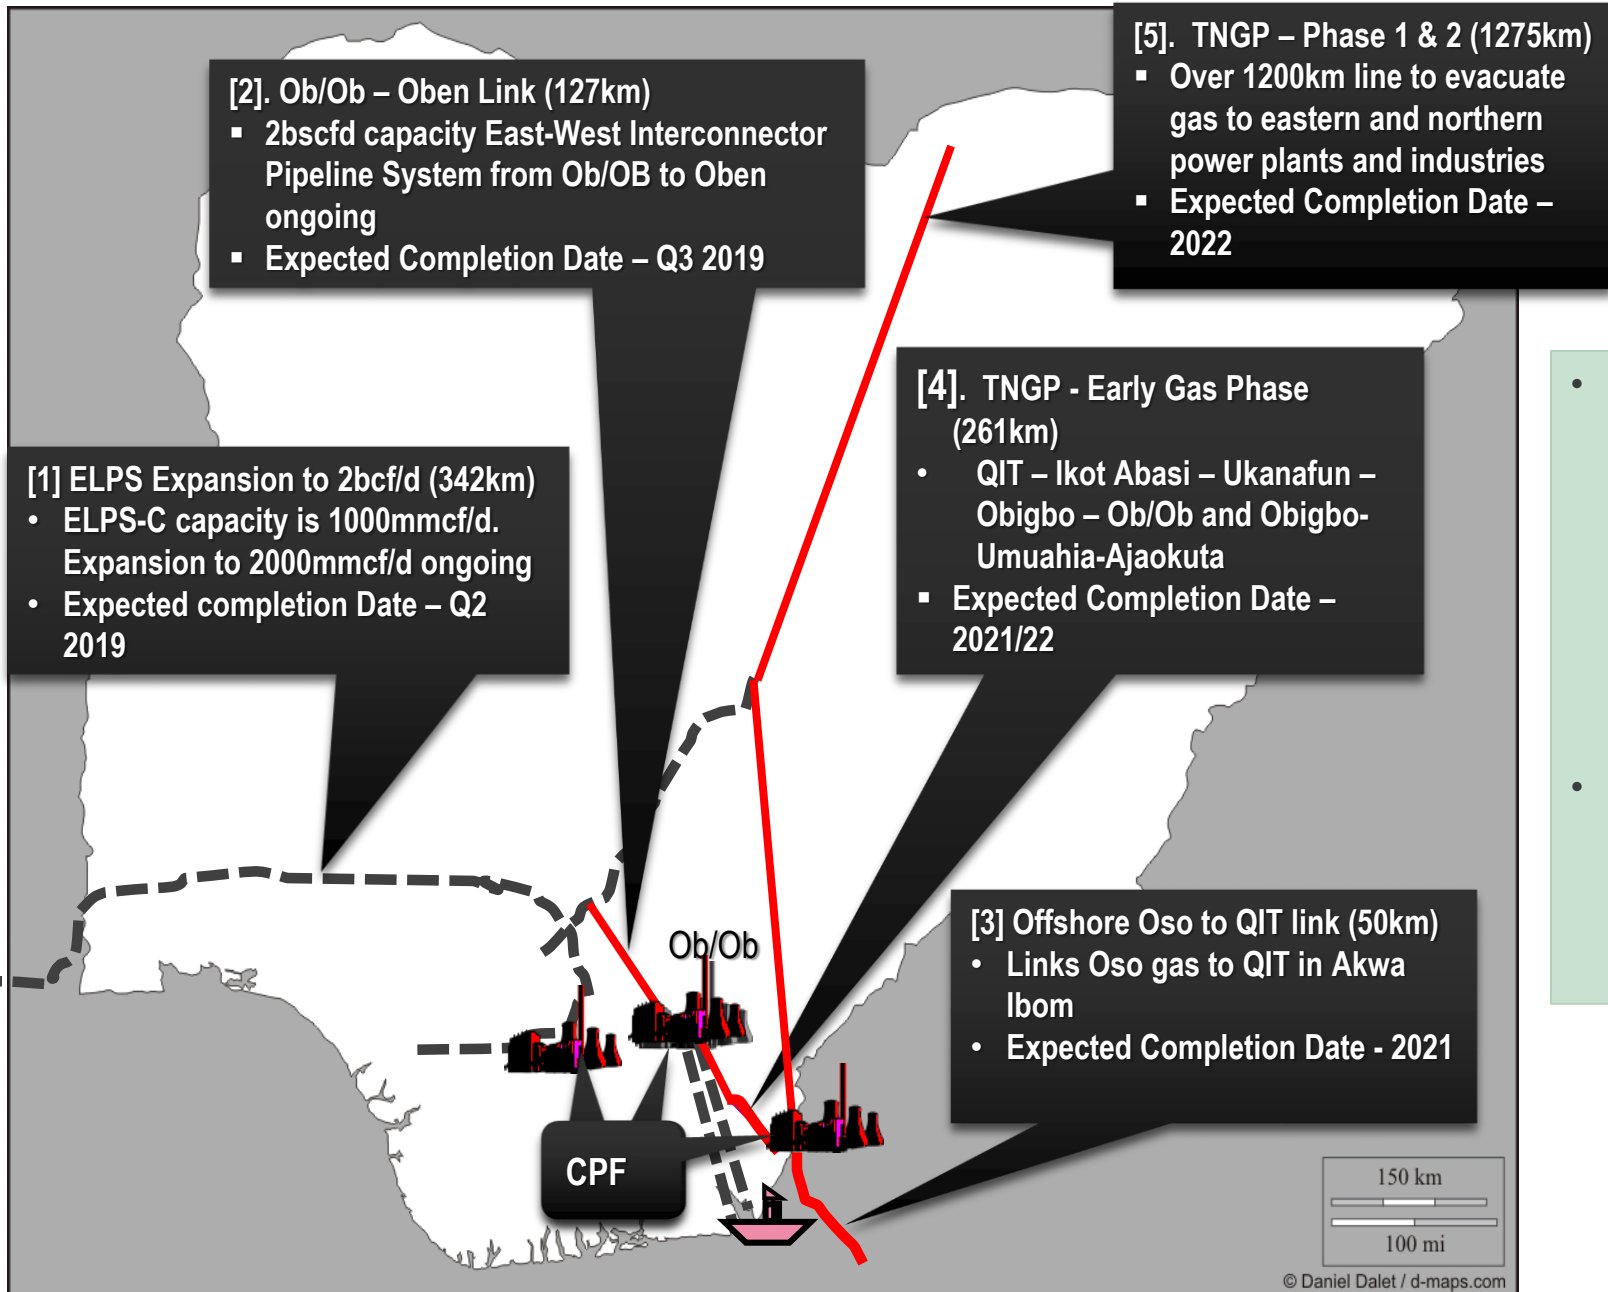 [5]. TNGP – Phase 1 & 2 (1275km)
▪ Over 1200km line to evacuate
gas to eastern and northern
power plants and industries
▪ Expected Completion Date –
2022
[2]. Ob/Ob – Oben Link (127km)
▪ 2bscfd capacity East-West Interconnector
Pipeline System from Ob/OB to Oben
ongoing
▪ Expected Completion Date – Q3 2019
[4]. TNGP - Early Gas Phase
(261km)
• QIT – Ikot Abasi – Ukanafun –
Obigbo – Ob/Ob and Obigbo-
Umuahia-Ajaokuta
▪ Expected Completion Date –
2021/22
[1] ELPS Expansion to 2bcf/d (342km)
• ELPS-C capacity is 1000mmcf/d.
Expansion to 2000mmcf/d ongoing
• Expected completion Date – Q2
2019
[3] Offshore Oso to QIT link (50km)
• Links Oso gas to QIT in Akwa
Ibom
• Expected Completion Date - 2021
Ob/Ob
CPF
150 km
100 mi
© Daniel Dalet / d-maps.com